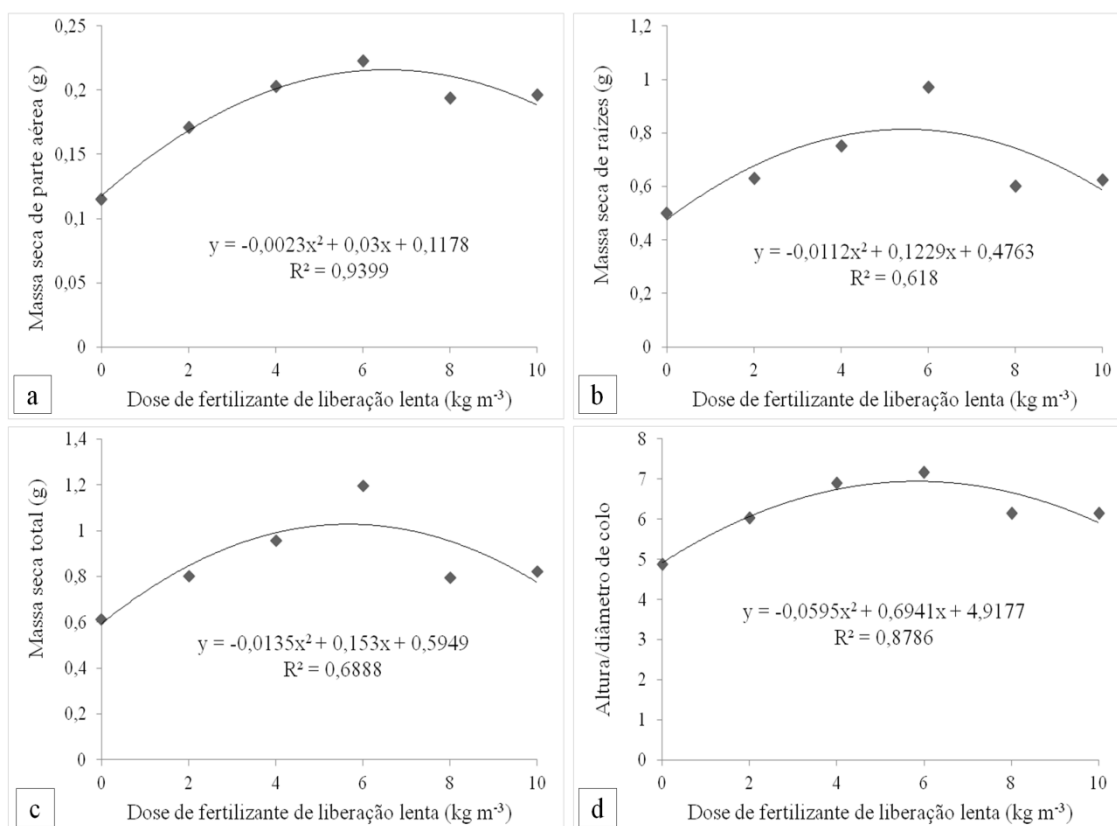 Massa seca de parte aérea (g)
0,25
0,2
0,15
0,1
0,05
0
y = -0,0023x² + 0,03x + 0,1178
R² = 0,9399
0 2 4 6 8 10
Dose de fertilizante de liberação lenta (kg m⁻³)
a
Massa seca de raízes (g)
1,2
1
0,8
0,6
0,4
0,2
0
y = -0,0112x² + 0,1229x + 0,4763
R² = 0,618
0 2 4 6 8 10
Dose de fertilizante de liberação lenta (kg m⁻³)
b
Massa seca total (g)
1,4
1,2
1
0,8
0,6
0,4
0,2
0
y = -0,0135x² + 0,153x + 0,5949
R² = 0,6888
0 2 4 6 8 10
Dose de fertilizante de liberação lenta (kg m⁻³)
c
Altura/diâmetro de colo
8
7
6
5
4
3
2
1
0
y = -0,0595x² + 0,6941x + 4,9177
R² = 0,8786
0 2 4 6 8 10
Dose de fertilizante de liberação lenta (kg m⁻³)
d